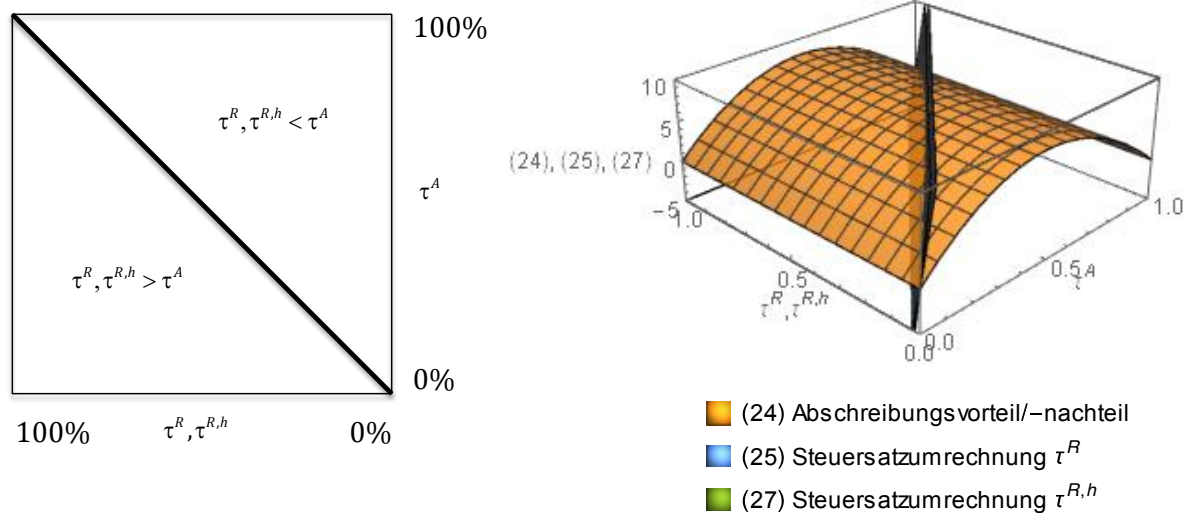 100%
τ^R, τ^{R,h} < τ^A
τ^A
τ^R, τ^{R,h} > τ^A
0%
100%
τ^R, τ^{R,h}
0%
10
5
(24), (25), (27)
0
−5
1.0
0.5
τ^R, τ^{R,h}
0.0
0.0
0.5
τ^A
1.0
(24) Abschreibungsvorteil/−nachteil
(25) Steuersatzumrechnung τ^R
(27) Steuersatzumrechnung τ^{R,h}